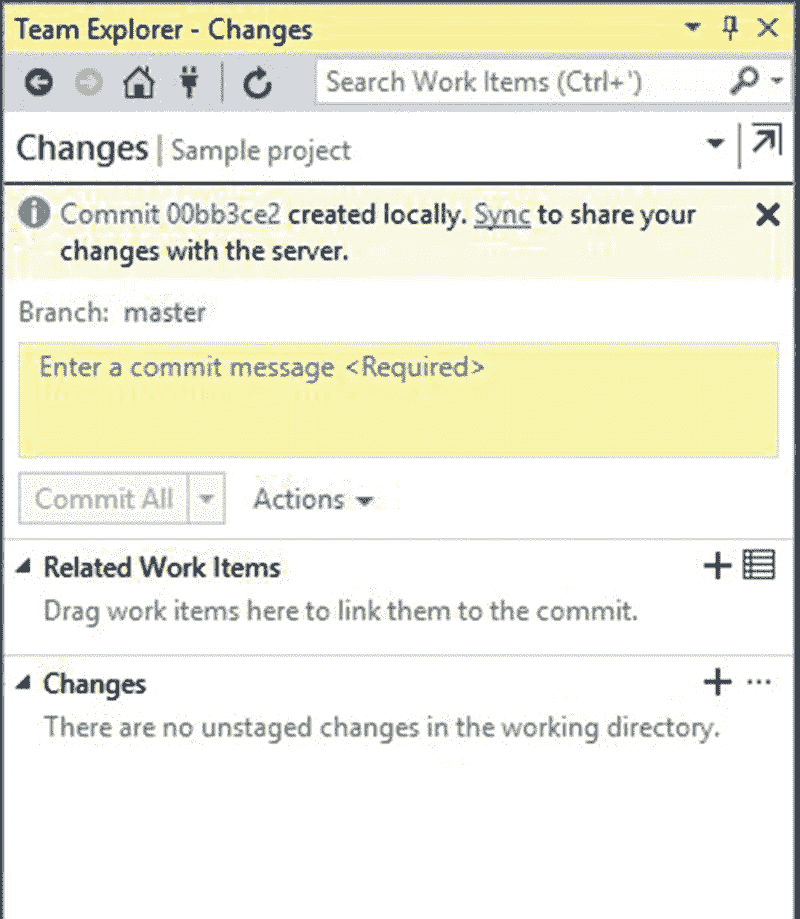 Team Explorer - Changes
Search Work Items (Ctrl+')
Changes | Sample project
Commit 00bb3ce2 created locally. Sync to share your
changes with the server.
Branch: master
Enter a commit message <Required>
Commit All
Actions
Related Work Items
Drag work items here to link them to the commit.
Changes
There are no unstaged changes in the working directory.